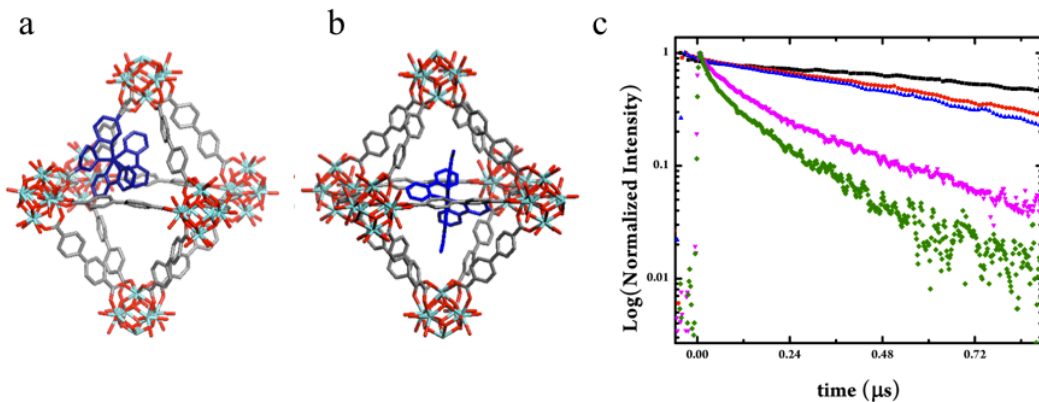 a
b
c
1
0.1
0.01
Log(Normalized Intensity)
0.00
0.24
0.48
0.72
time (μs)